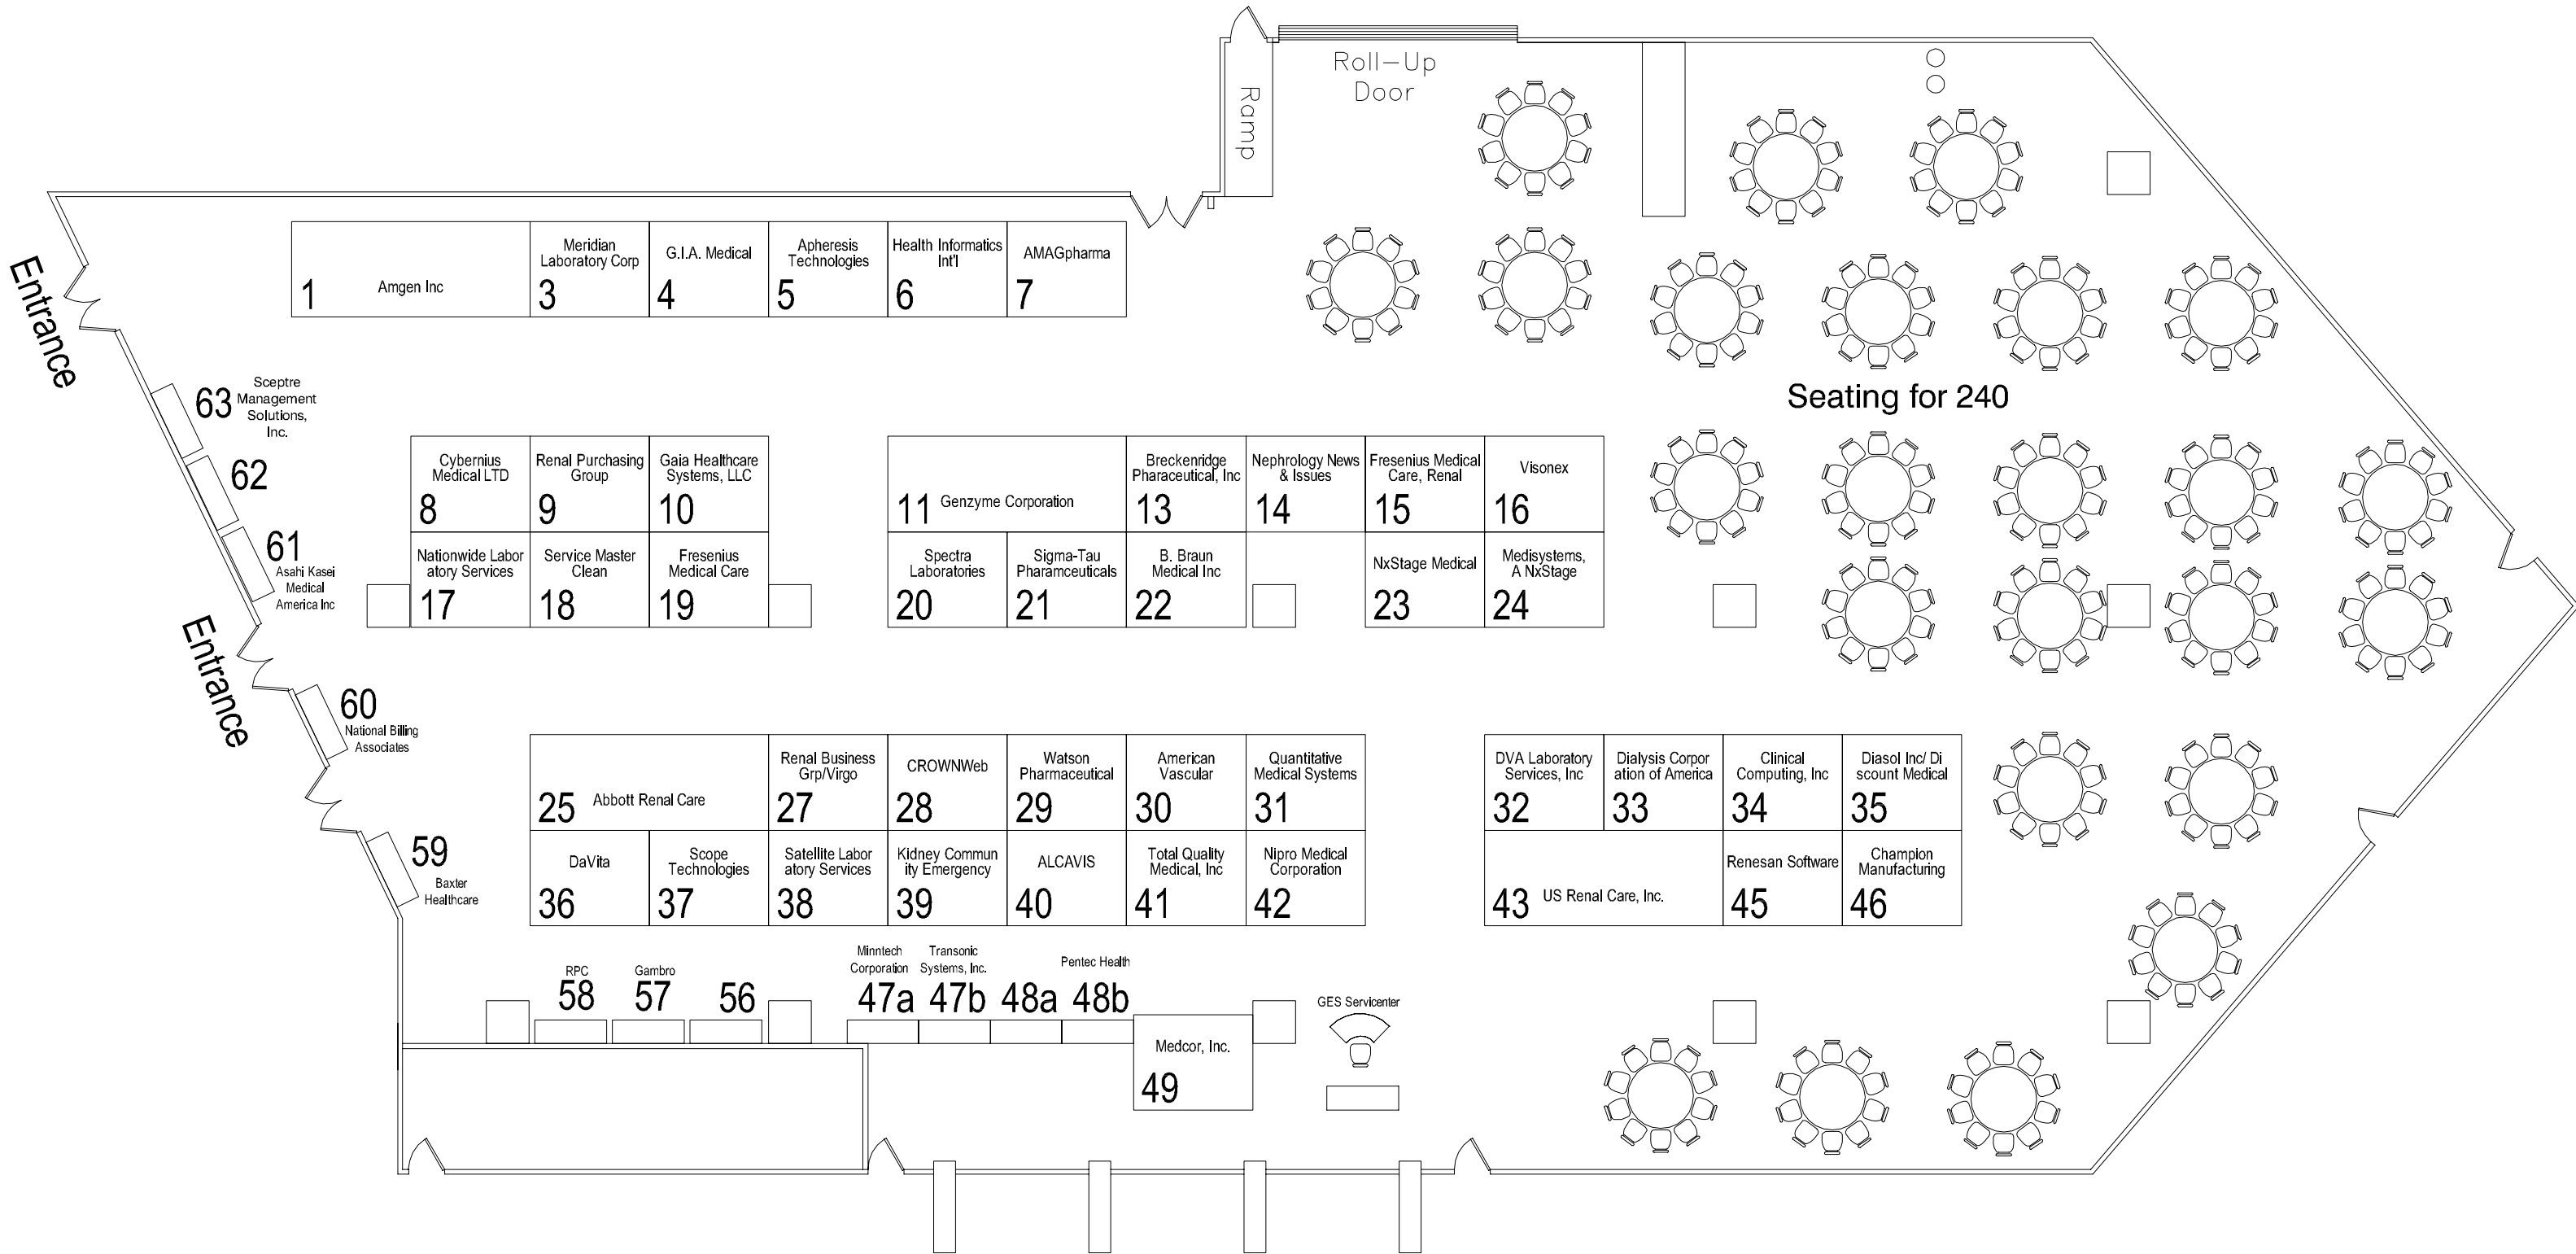 Roll-Up
Door
Ramp
Entrance
Meridian
Laboratory Corp
G.I.A. Medical
Apheresis
Technologies
Health Informatics
Int'l
AMAGpharma
1 Amgen Inc
3
4
5
6
7
63
Sceptre
Management
Solutions,
Inc.
Seating for 240
62
Cybernius
Medical LTD
8
Renal Purchasing
Group
9
Gaia Healthcare
Systems, LLC
10
11 Genzyme Corporation
Breckenridge
Pharaceutical, Inc
13
Nephrology News
& Issues
14
Fresenius Medical
Care, Renal
15
Visonex
16
61
Asahi Kasei
Medical
America Inc
Nationwide Labor
atory Services
17
Service Master
Clean
18
Fresenius
Medical Care
19
Spectra
Laboratories
20
Sigma-Tau
Pharamceuticals
21
B. Braun
Medical Inc
22
NxStage Medical
23
Medisystems,
A NxStage
24
Entrance
60
National Billing
Associates
25 Abbott Renal Care
Renal Business
Grp/Virgo
27
CROWNWeb
28
Watson
Pharmaceutical
29
American
Vascular
30
Quantitative
Medical Systems
31
DVA Laboratory
Services, Inc
32
Dialysis Corpor
ation of America
33
Clinical
Computing, Inc
34
Diasol Inc/ Di
scount Medical
35
59
Baxter
Healthcare
DaVita
36
Scope
Technologies
37
Satellite Labor
atory Services
38
Kidney Commun
ity Emergency
39
ALCAVIS
40
Total Quality
Medical, Inc
41
Nipro Medical
Corporation
42
43 US Renal Care, Inc.
Renesan Software
45
Champion
Manufacturing
46
RPC
58
Gambro
57
56
Minntech
Corporation
47a
Transonic
Systems, Inc.
47b
48a
Pentec Health
48b
GES Servicenter
Medcor, Inc.
49